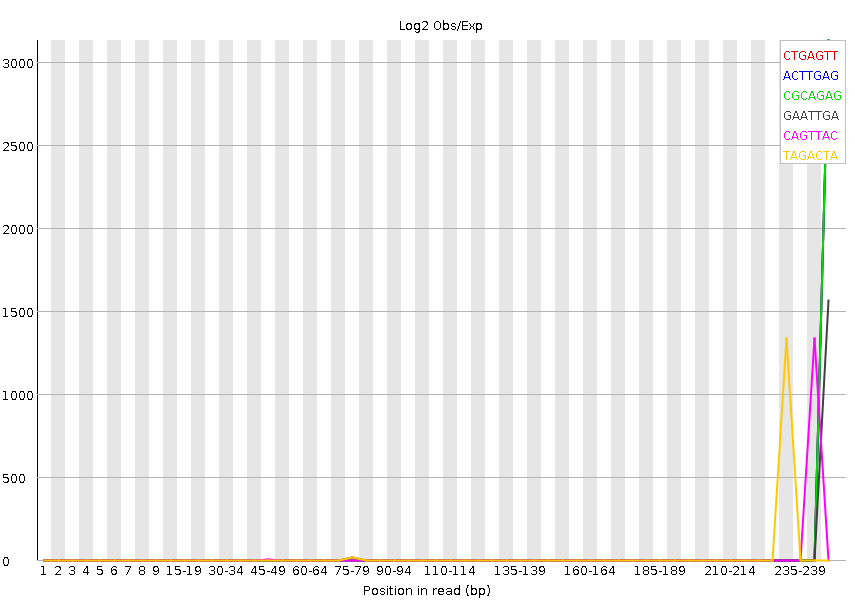 Log2 Obs/Exp
3000
2500
2000
1500
1000
500
0
CTGAGTT
ACTTGAG
CGCAGAG
GAATTGA
CAGTTAC
TAGACTA
1 2 3 4 5 6 7 8 9 15-19 30-34 45-49 60-64 75-79 90-94 110-114 135-139 160-164 185-189 210-214 235-239
Position in read (bp)